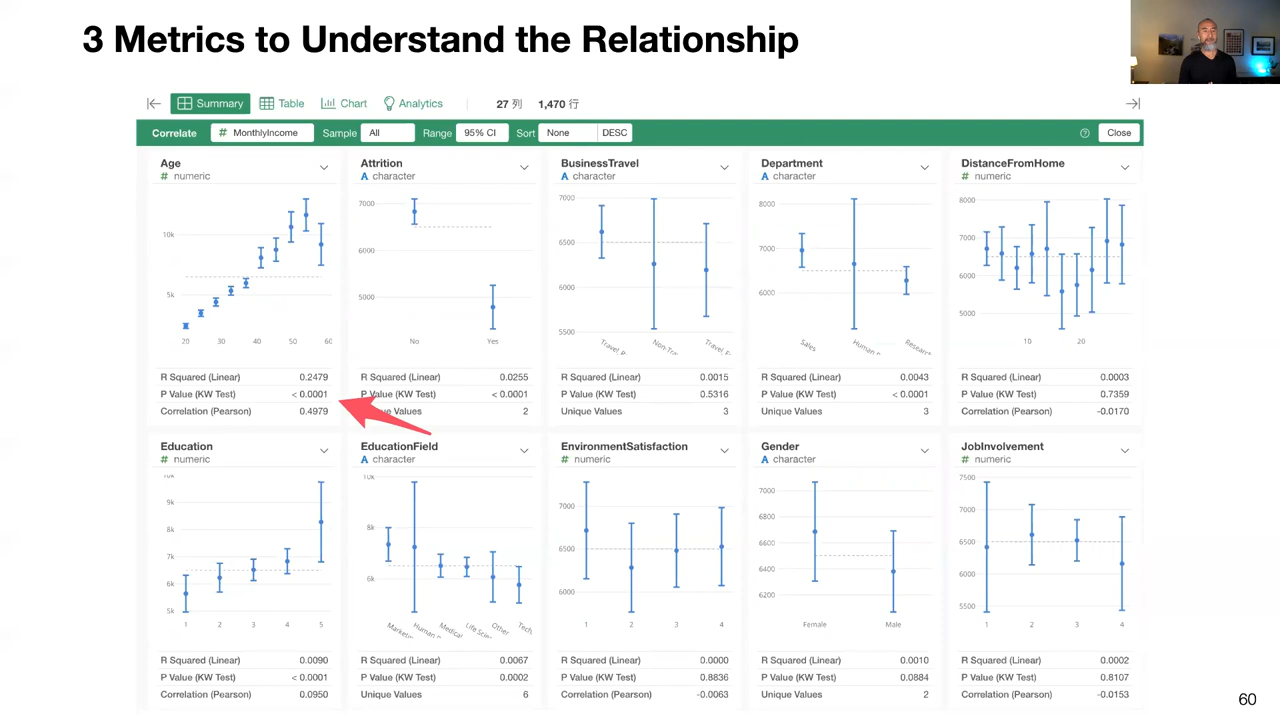 3 Metrics to Understand the Relationship
Summary Table Chart Analytics 27 列 1,470 行
Correlate # MonthlyIncome Sample All Range 95% CI Sort None DESC Close
Age Attrition BusinessTravel Department DistanceFromHome
# numeric A character A character A character # numeric
10k
5k
20 30 40 50 60
7000
6000
5000
No Yes
7000
6500
6000
5500
8000
7000
6000
Sales Human
8000
7000
6000
5000
10 20
R Squared (Linear) 0.2479 R Squared (Linear) 0.0255 R Squared (Linear) 0.0015 R Squared (Linear) 0.0043 R Squared (Linear) 0.0003
P Value (KW Test) < 0.0001 P Value (KW Test) < 0.0001 P Value (KW Test) 0.5316 P Value (KW Test) < 0.0001 P Value (KW Test) 0.7359
Correlation (Pearson) 0.4979 Unique Values 2 Unique Values 3 Unique Values 3 Correlation (Pearson) -0.0170
Education EducationField EnvironmentSatisfaction Gender JobInvolvement
# numeric A character # numeric A character # numeric
10k
9k
8k
7k
6k
5k
1 2 3 4 5
10k
8k
6k
Human Medical Life Other Tech
7000
6500
6000
1 2 3 4
7000
6800
6600
6400
6200
Female Male
7500
7000
6500
6000
5500
1 2 3 4
R Squared (Linear) 0.0090 R Squared (Linear) 0.0067 R Squared (Linear) 0.0000 R Squared (Linear) 0.0010 R Squared (Linear) 0.0002
P Value (KW Test) < 0.0001 P Value (KW Test) 0.0002 P Value (KW Test) 0.8836 P Value (KW Test) 0.0884 P Value (KW Test) 0.8107
Correlation (Pearson) 0.0950 Unique Values 6 Correlation (Pearson) -0.0063 Unique Values 2 Correlation (Pearson) -0.0153
60